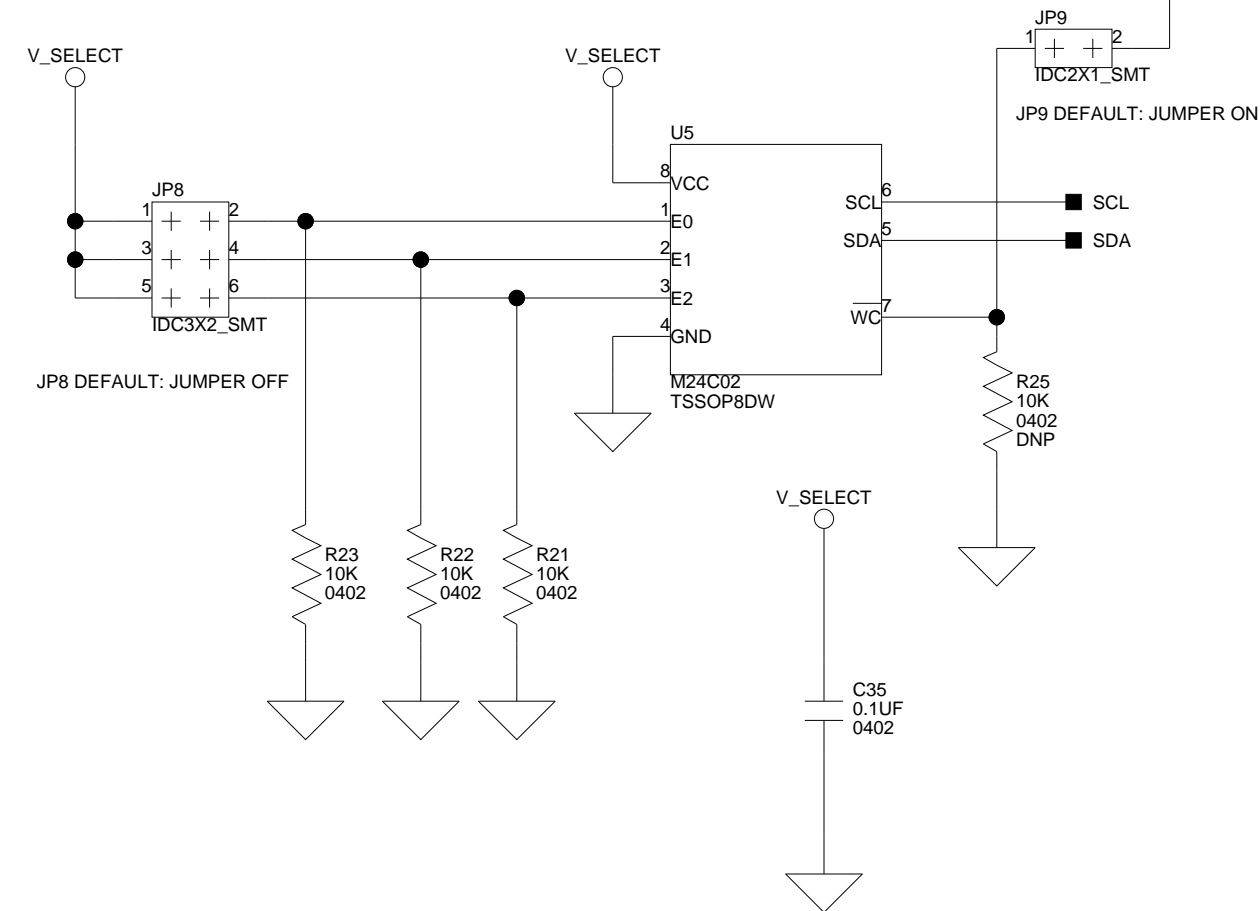 JP9
1
2
IDC2X1_SMT
JP9 DEFAULT: JUMPER ON
V_SELECT
V_SELECT
U5
8
VCC
1
E0
2
E1
3
E2
4
GND
SCL
6
SDA
5
WC
7
M24C02
TSSOP8DW
SCL
SDA
JP8
1
2
3
4
5
6
IDC3X2_SMT
JP8 DEFAULT: JUMPER OFF
R25
10K
0402
DNP
V_SELECT
R23
10K
0402
R22
10K
0402
R21
10K
0402
C35
0.1UF
0402